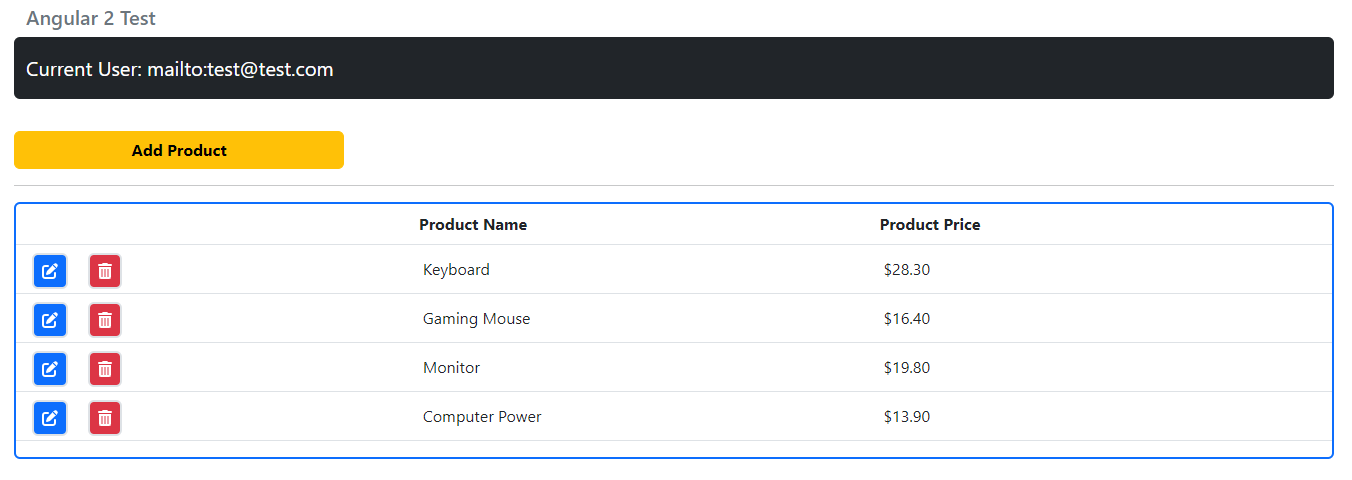 Angular 2 Test
Current User: mailto:test@test.com
Add Product
Product Name Product Price
Keyboard $28.30
Gaming Mouse $16.40
Monitor $19.80
Computer Power $13.90